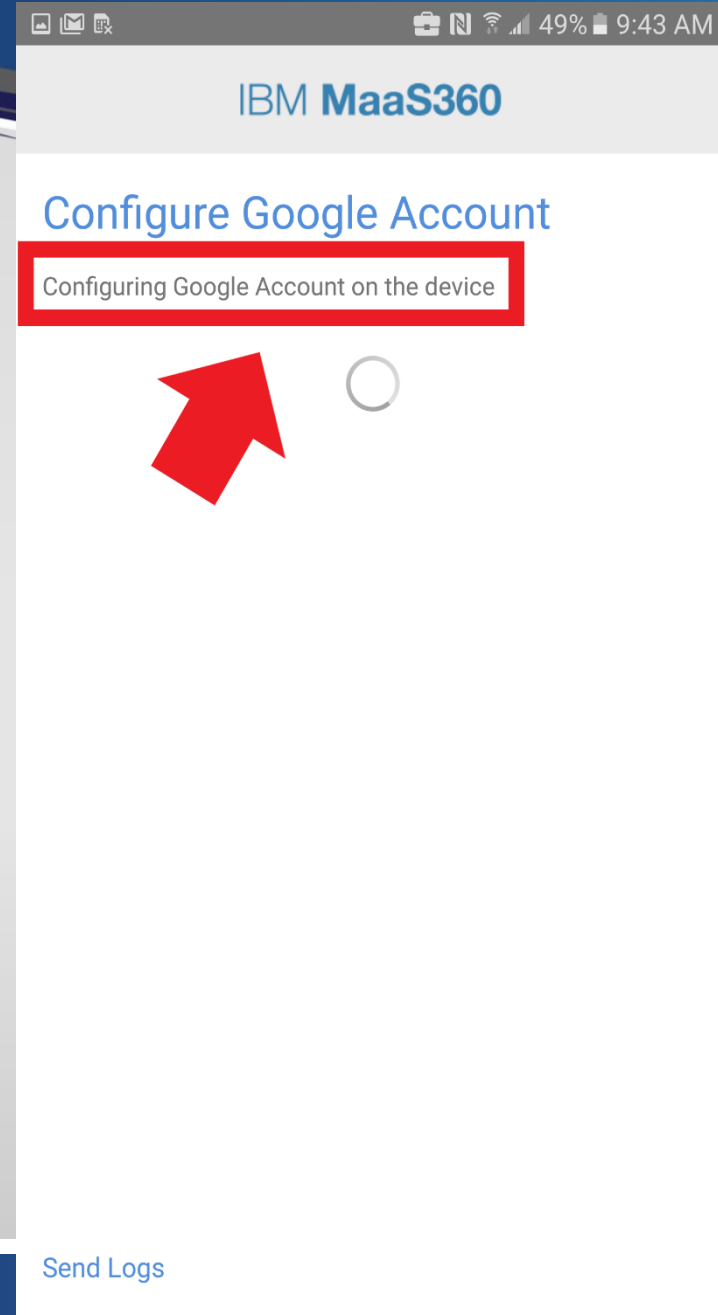 49% 9:43 AM
IBM MaaS360
Configure Google Account
Configuring Google Account on the device
Send Logs